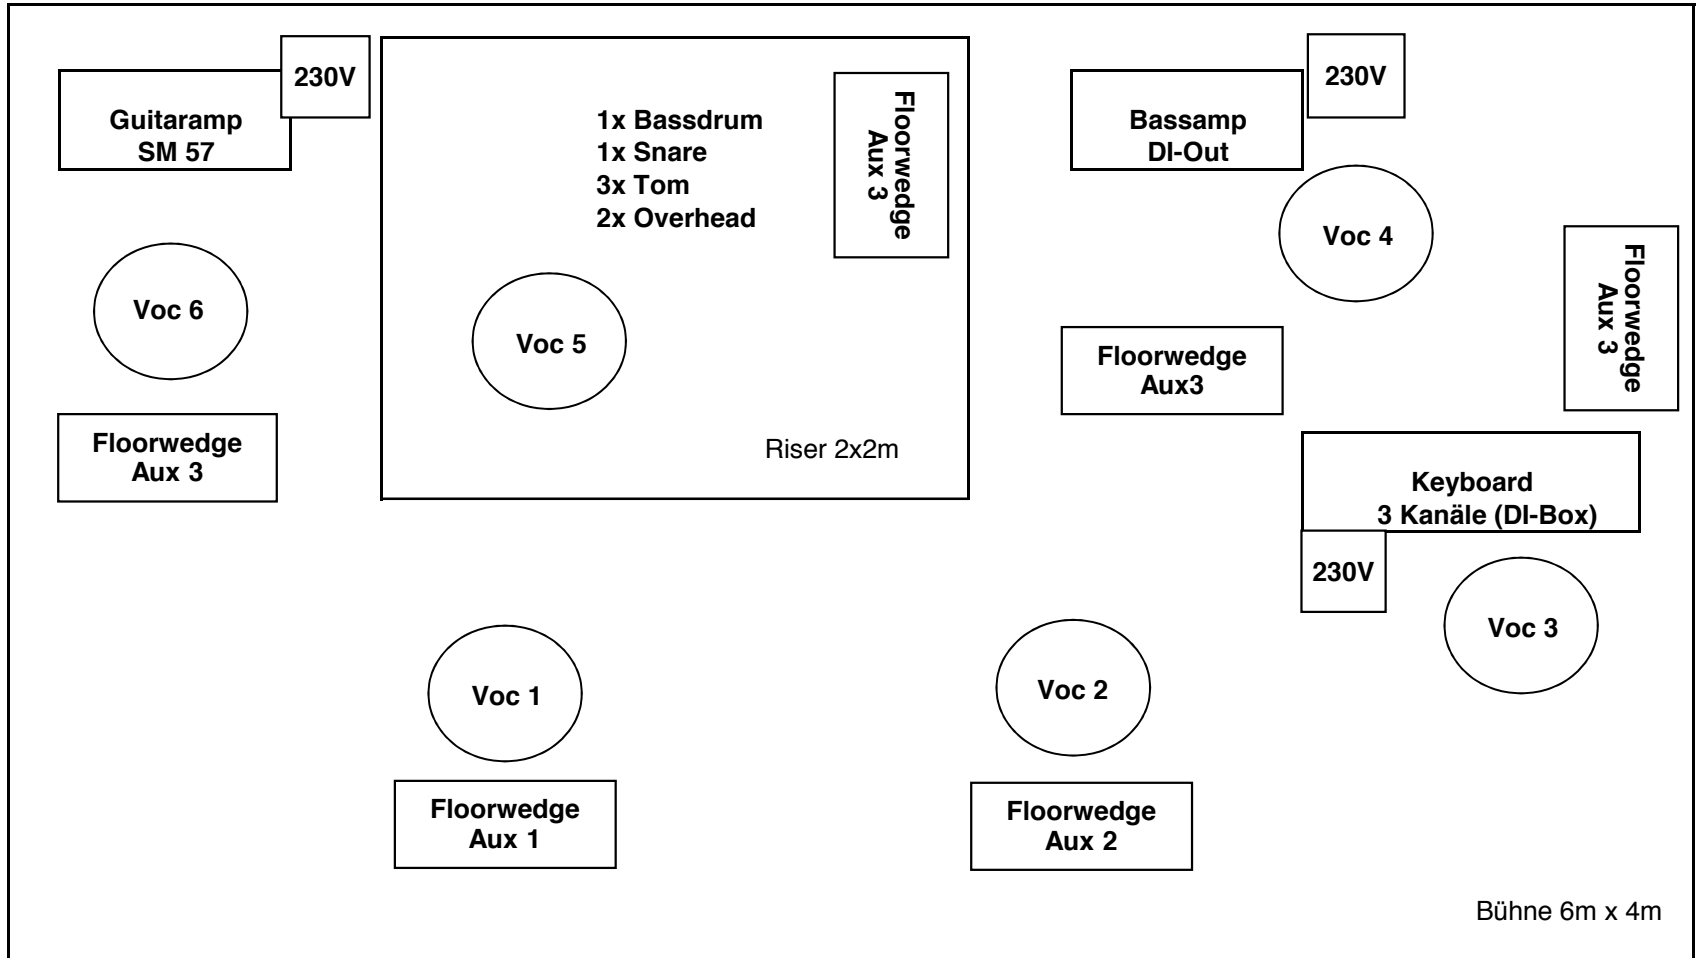 230V
Guitaramp
SM 57
1x Bassdrum
1x Snare
3x Tom
2x Overhead
Floorwedge
Aux 3
230V
Bassamp
DI-Out
Voc 4
Voc 6
Voc 5
Floorwedge
Aux 3
Floorwedge
Aux3
Floorwedge
Aux 3
Riser 2x2m
Keyboard
3 Kanäle (DI-Box)
230V
Voc 3
Voc 1
Voc 2
Floorwedge
Aux 1
Floorwedge
Aux 2
Bühne 6m x 4m